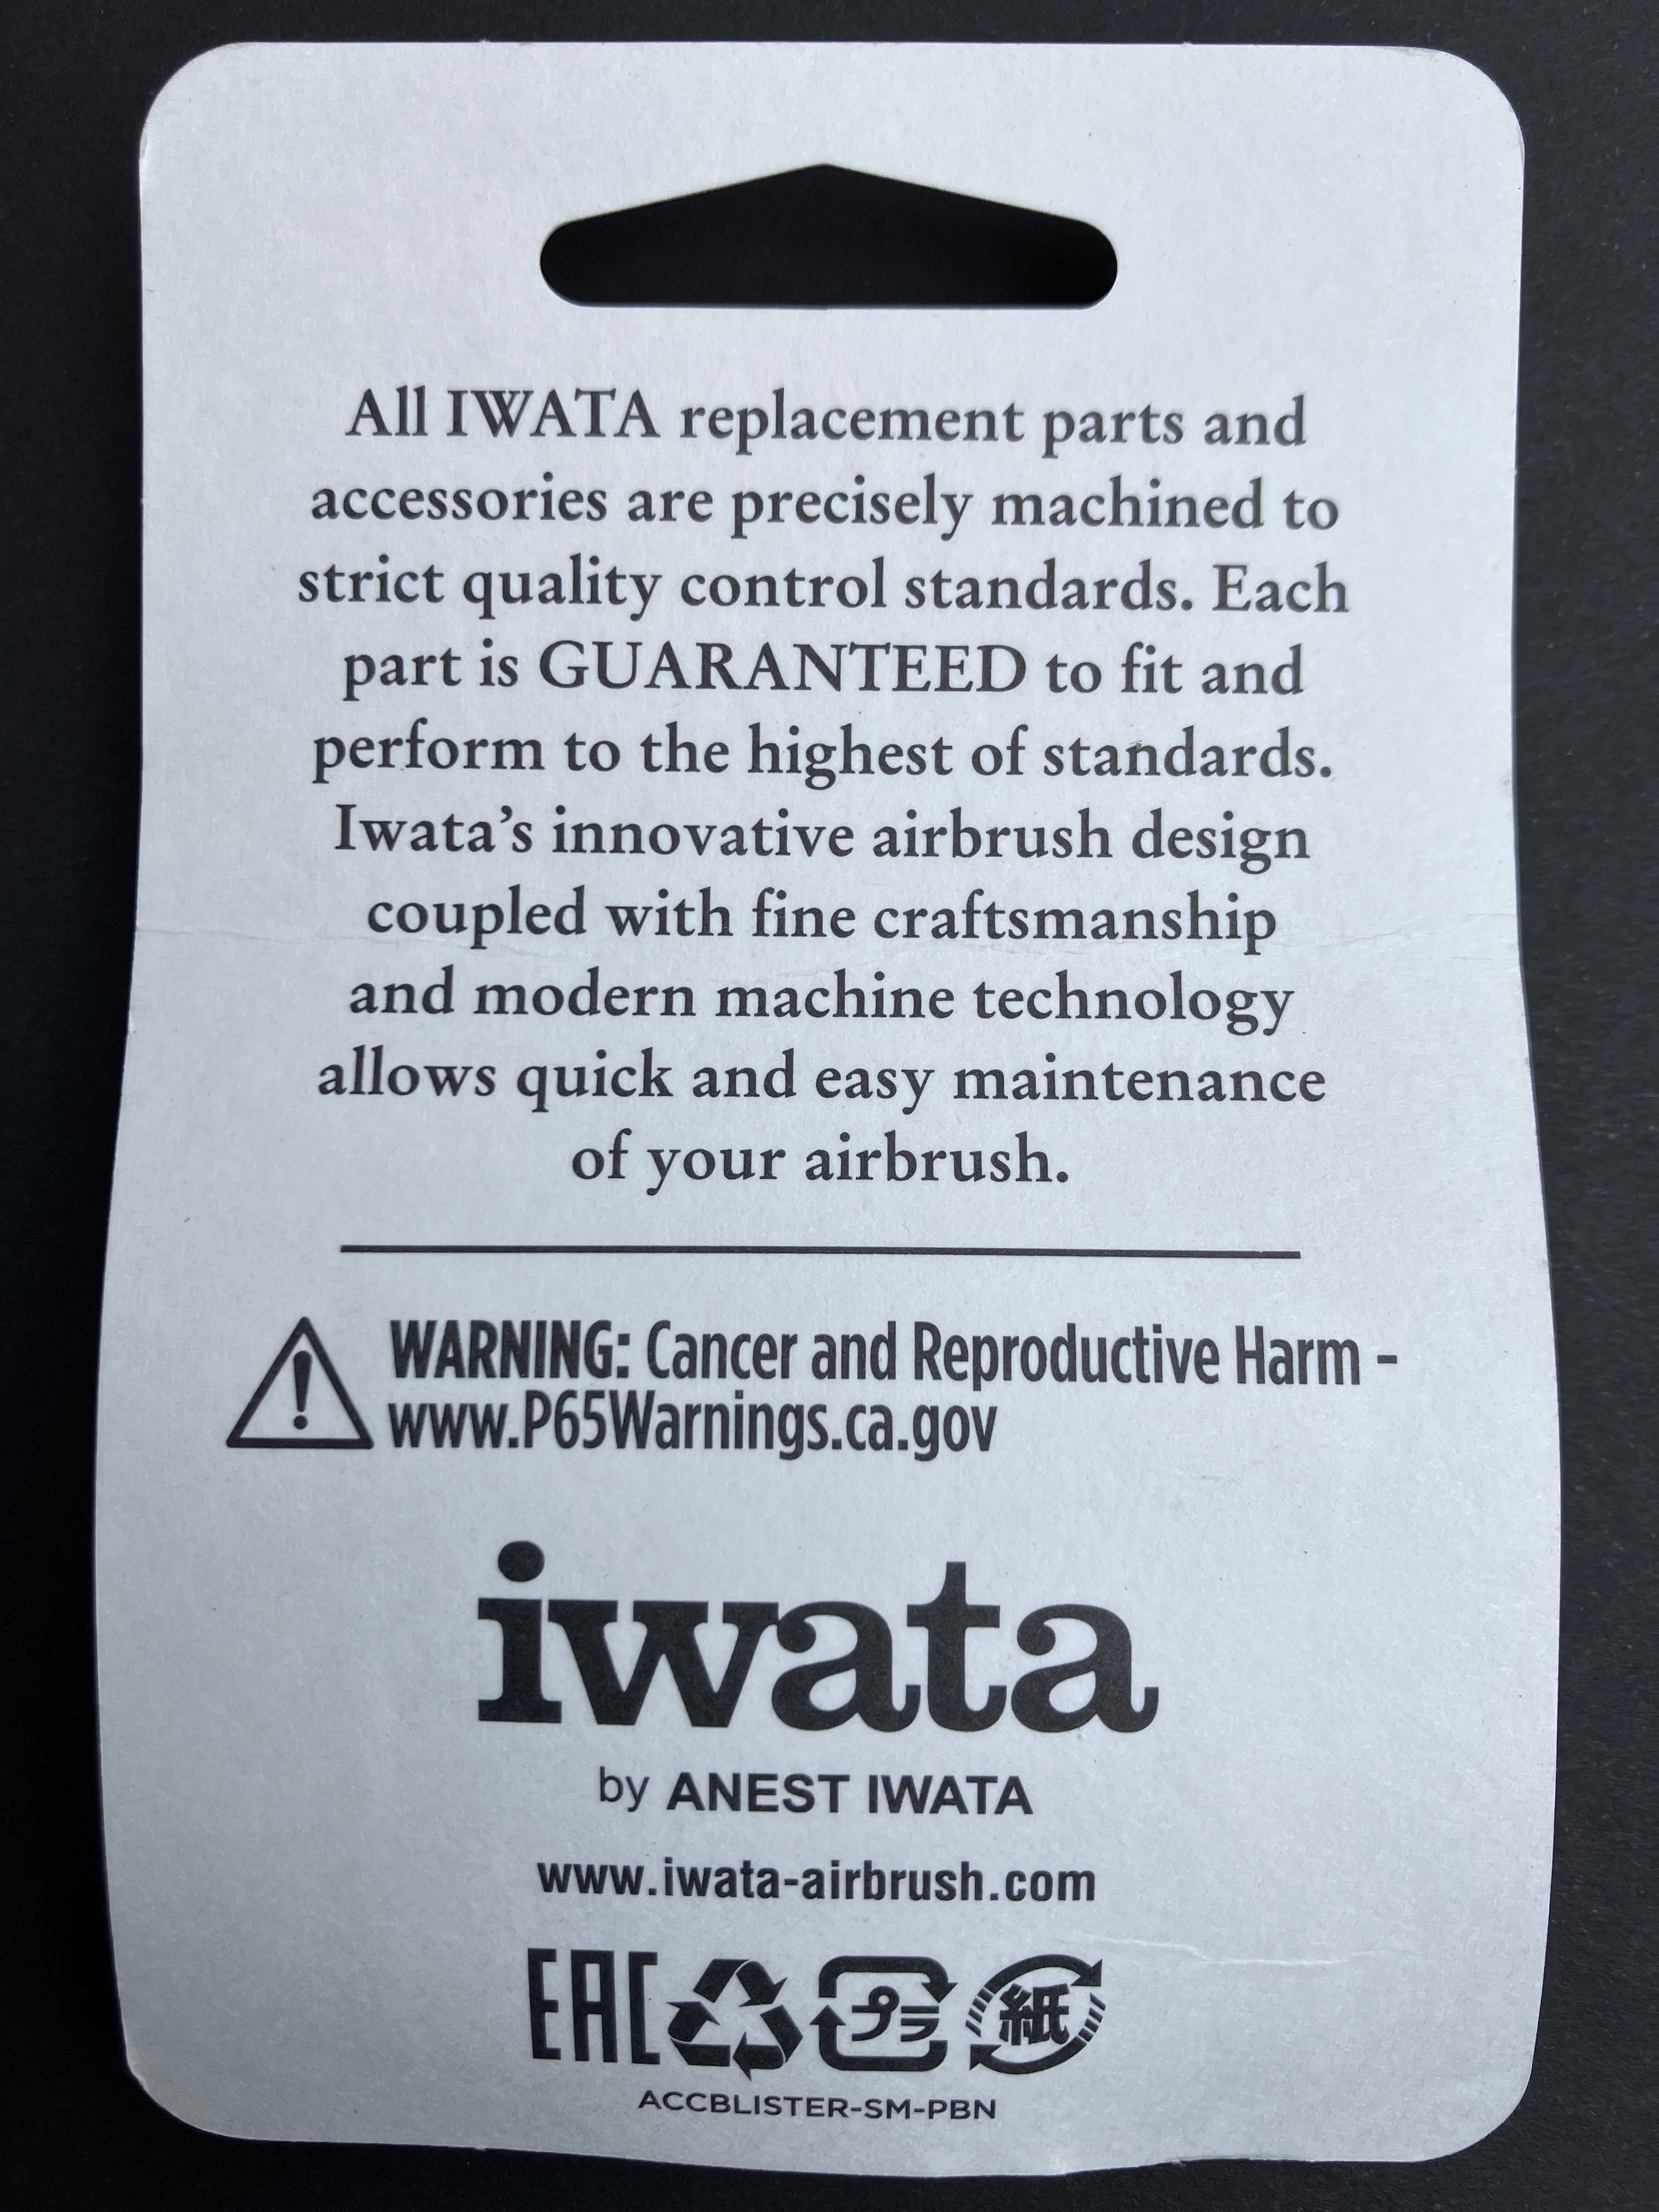 All IWATA replacement parts and
accessories are precisely machined to
strict quality control standards. Each
part is GUARANTEED to fit and
perform to the highest of standards.
Iwata’s innovative airbrush design
coupled with fine craftsmanship
and modern machine technology
allows quick and easy maintenance
of your airbrush.
WARNING: Cancer and Reproductive Harm -
www.P65Warnings.ca.gov
iwata
by ANEST IWATA
www.iwata-airbrush.com
EAC プラ 紙
ACCBLISTER-SM-PBN